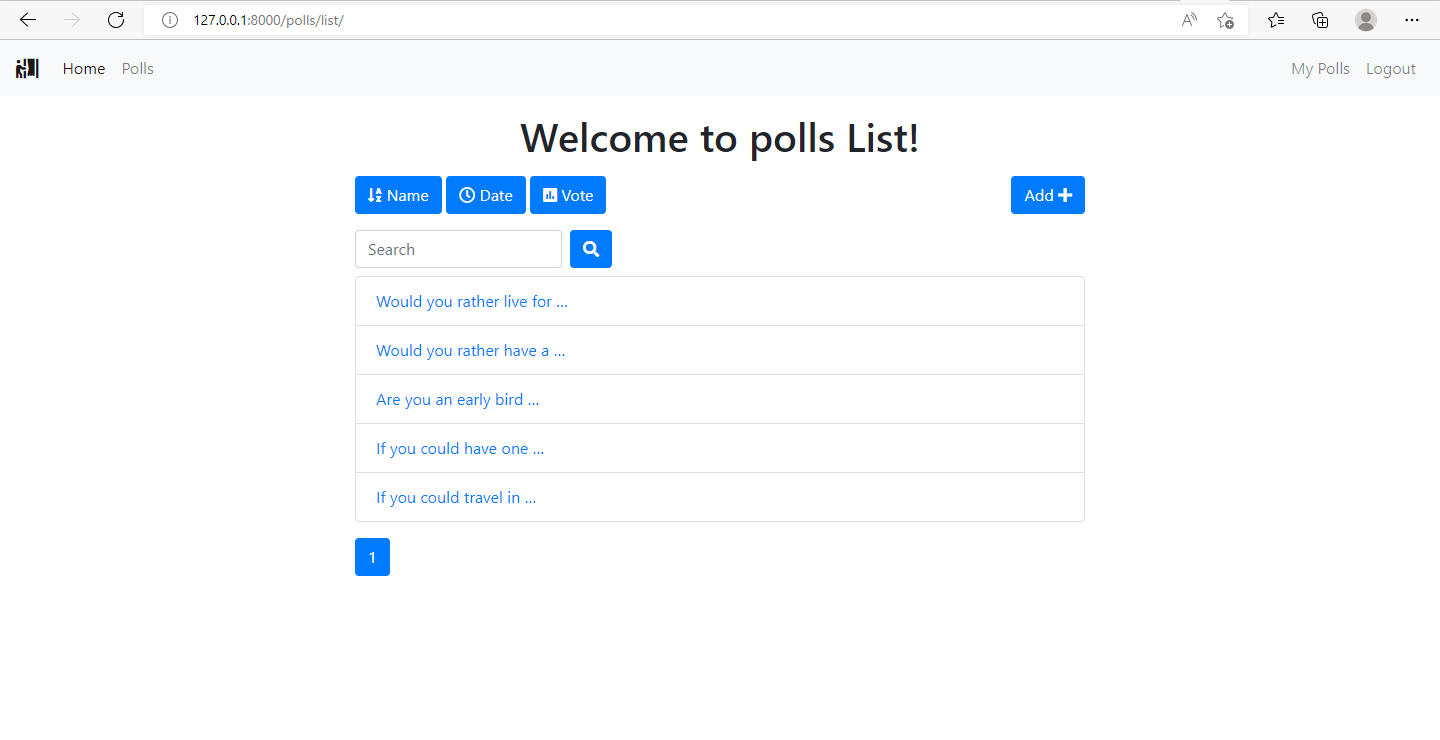 127.0.0.1:8000/polls/list/
Home Polls My Polls Logout
Welcome to polls List!
Name Date Vote Add
Search
Would you rather live for ...
Would you rather have a ...
Are you an early bird ...
If you could have one ...
If you could travel in ...
1